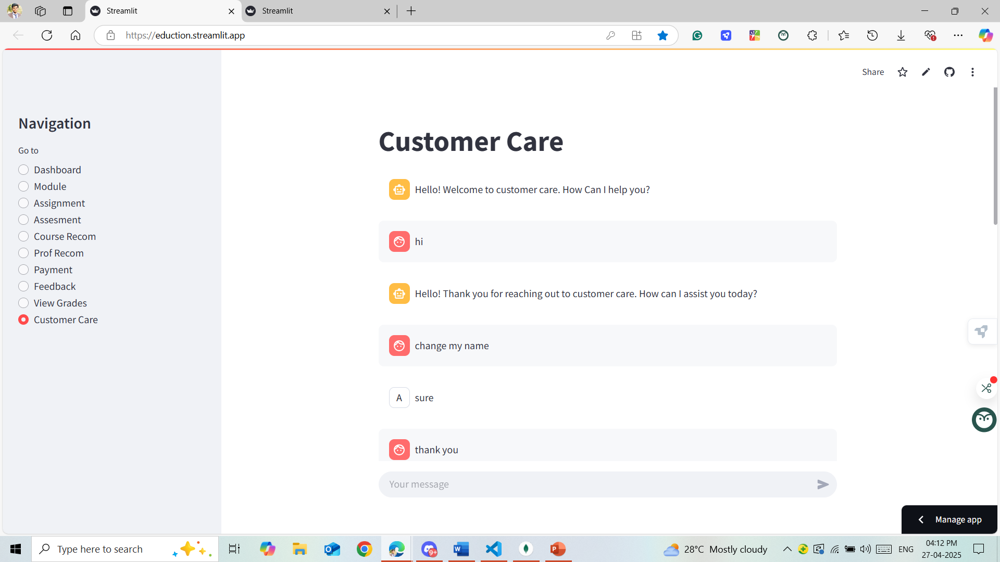 Streamlit
Streamlit
https://eduction.streamlit.app
Share
Navigation
Go to
Dashboard
Module
Assignment
Assesment
Course Recom
Prof Recom
Payment
Feedback
View Grades
Customer Care
Customer Care
Hello! Welcome to customer care. How Can I help you?
hi
Hello! Thank you for reaching out to customer care. How can I assist you today?
change my name
A sure
thank you
Your message
Manage app
Type here to search
9+
28°C Mostly cloudy
ENG
04:12 PM
27-04-2025